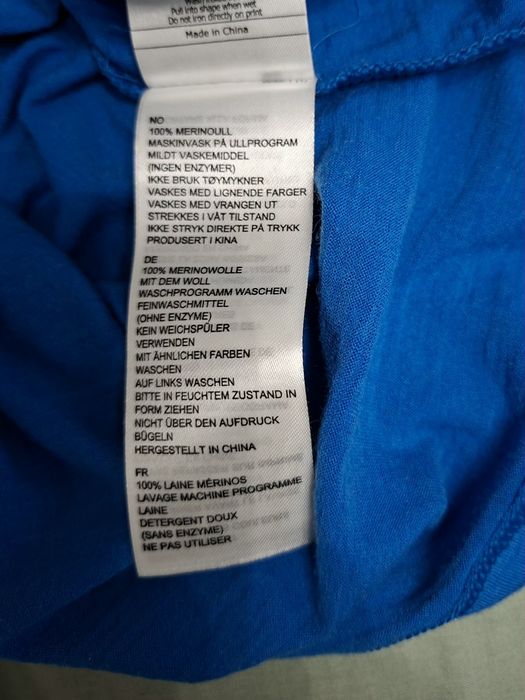 Pull into shape when wet
Do not iron directly on print
Made in China
NO
100% MERINOULL
MASKINVASK PÅ ULLPROGRAM
MILDT VASKEMIDDEL
(INGEN ENZYMER)
IKKE BRUK TØYMYKNER
VASKES MED LIGNENDE FARGER
VASKES MED VRANGEN UT
STREKKES I VÅT TILSTAND
IKKE STRYK DIREKTE PÅ TRYKK
PRODUSERT I KINA
DE
100% MERINOWOLLE
MIT DEM WOLL
WASCHPROGRAMM WASCHEN
FEINWASCHMITTEL
(OHNE ENZYME)
KEIN WEICHSPÜLER
VERWENDEN
MIT ÄHNLICHEN FARBEN
WASCHEN
AUF LINKS WASCHEN
BITTE IN FEUCHTEM ZUSTAND IN
FORM ZIEHEN
NICHT ÜBER DEN AUFDRUCK
BÜGELN
HERGESTELLT IN CHINA
FR
100% LAINE MÉRINOS
LAVAGE MACHINE PROGRAMME
LAINE
DETERGENT DOUX
(SANS ENZYME)
NE PAS UTILISER